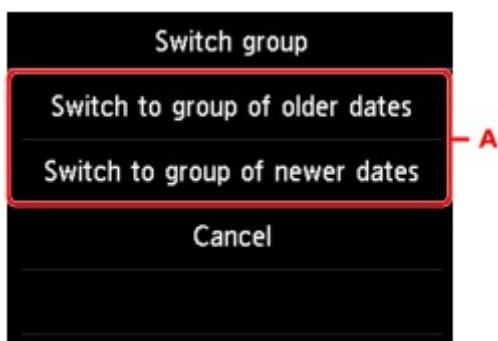 Switch group
Switch to group of older dates
A
Switch to group of newer dates
Cancel